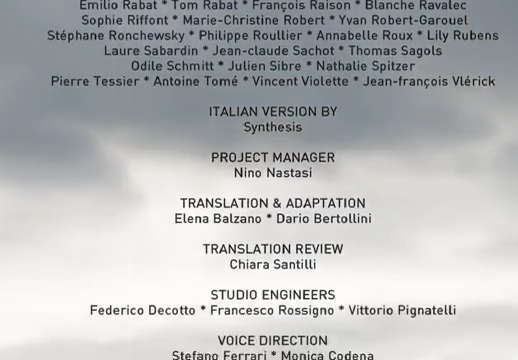 Emilio Rabat * Tom Rabat * François Raison * Blanche Ravalec
Sophie Riffont * Marie-Christine Robert * Yvan Robert-Garouel
Stéphane Ronchewsky * Philippe Roullier * Annabelle Roux * Lily Rubens
Laure Sabardin * Jean-claude Sachot * Thomas Sagols
Odile Schmitt * Julien Sibre * Nathalie Spitzer
Pierre Tessier * Antoine Tomé * Vincent Violette * Jean-françois Vlérick
ITALIAN VERSION BY
Synthesis
PROJECT MANAGER
Nino Nastasi
TRANSLATION & ADAPTATION
Elena Balzano * Dario Bertollini
TRANSLATION REVIEW
Chiara Santilli
STUDIO ENGINEERS
Federico Decotto * Francesco Rossigno * Vittorio Pignatelli
VOICE DIRECTION
Stefano Ferrari * Monica Codena